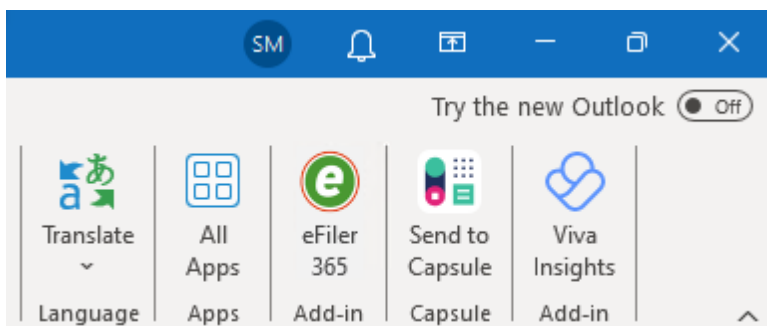 SM
Try the new Outlook Off
あ
a
e
Translate All eFiler Send to Viva
Apps 365 Capsule Insights
Language Apps Add-in Capsule Add-in